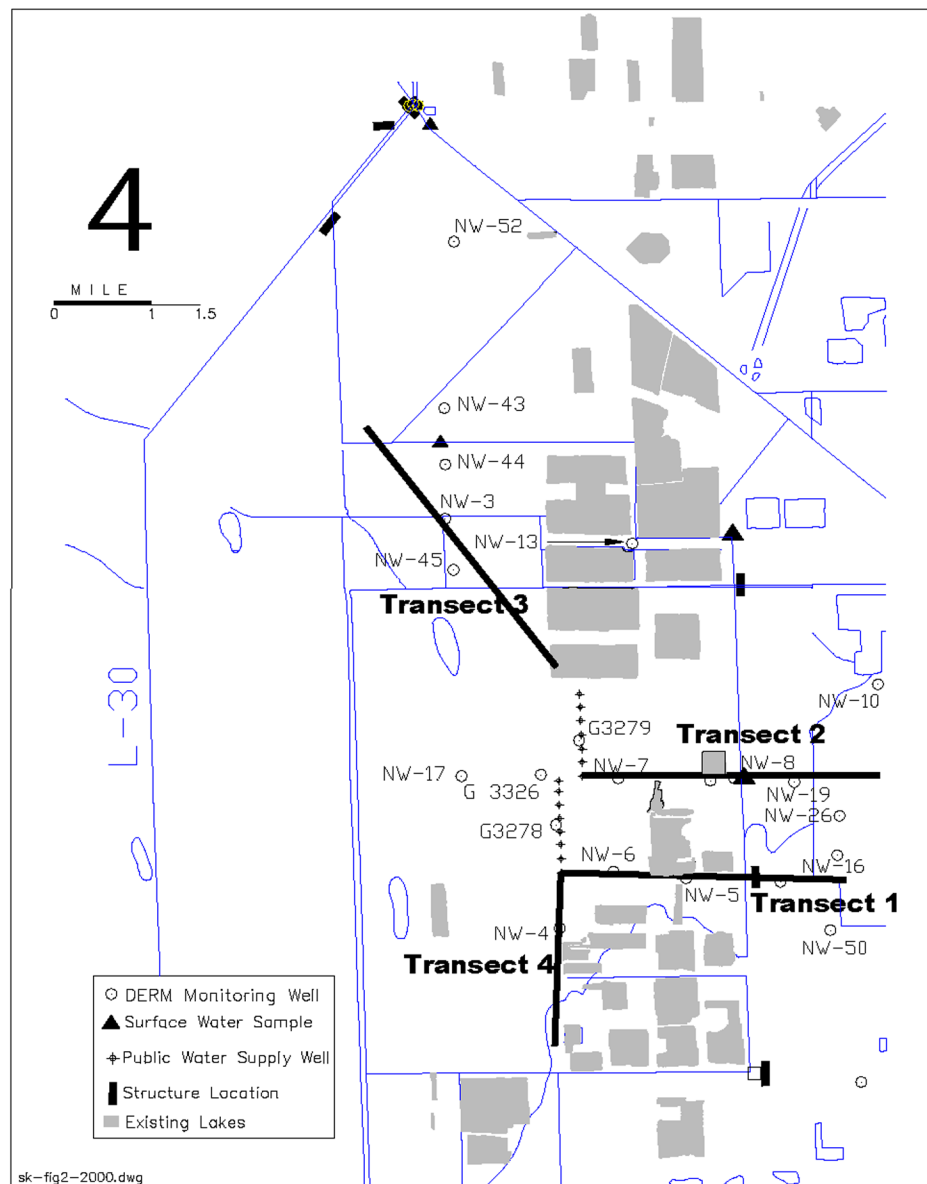 4
MILE
0 1 1.5
NW-52
NW-43
NW-44
NW-3
NW-13
NW-45
Transect 3
L-30
NW-10
G3279
Transect 2
NW-7
NW-8
NW-17
G 3326
NW-19
NW-26
G3278
NW-6
NW-16
NW-5
Transect 1
NW-4
NW-50
Transect 4
DERM Monitoring Well
Surface Water Sample
Public Water Supply Well
Structure Location
Existing Lakes
sk-fig2-2000.dwg